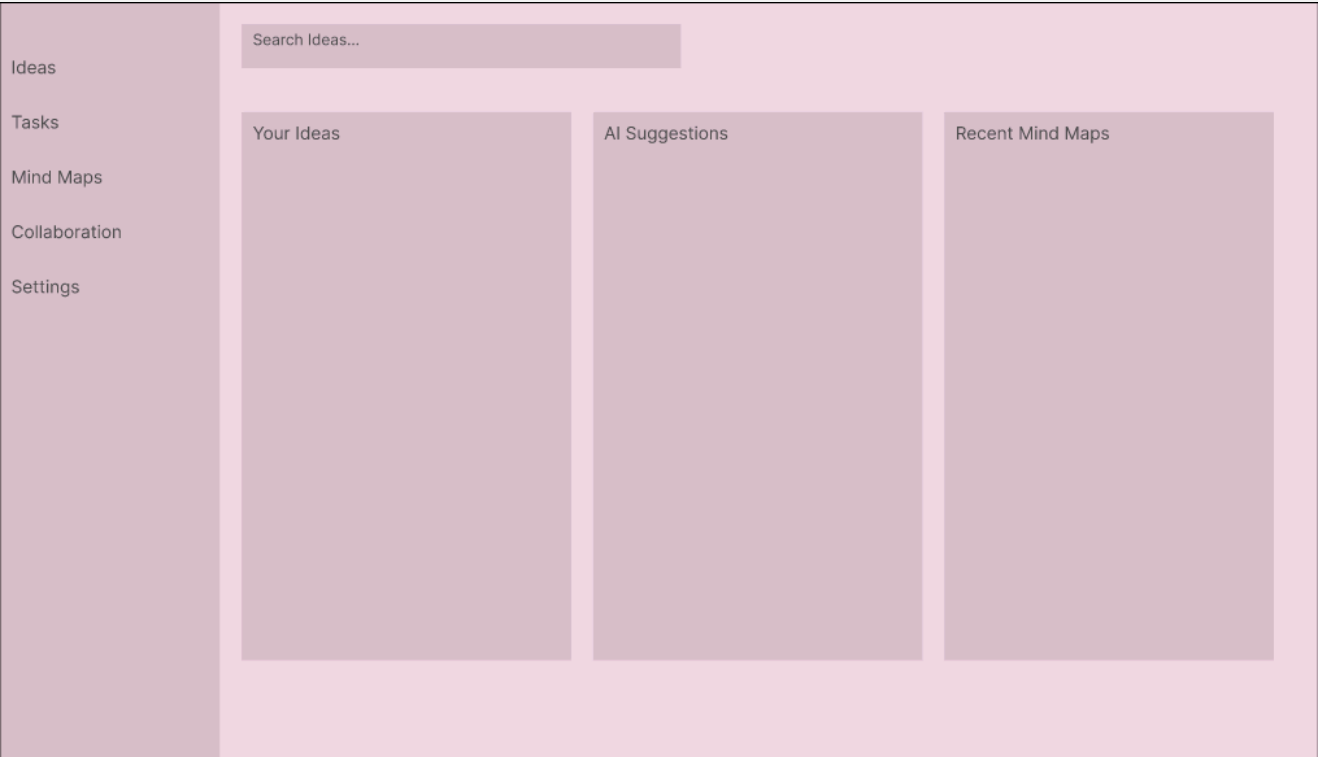 Search Ideas...
Ideas
Tasks
Mind Maps
Collaboration
Settings
Your Ideas
AI Suggestions
Recent Mind Maps